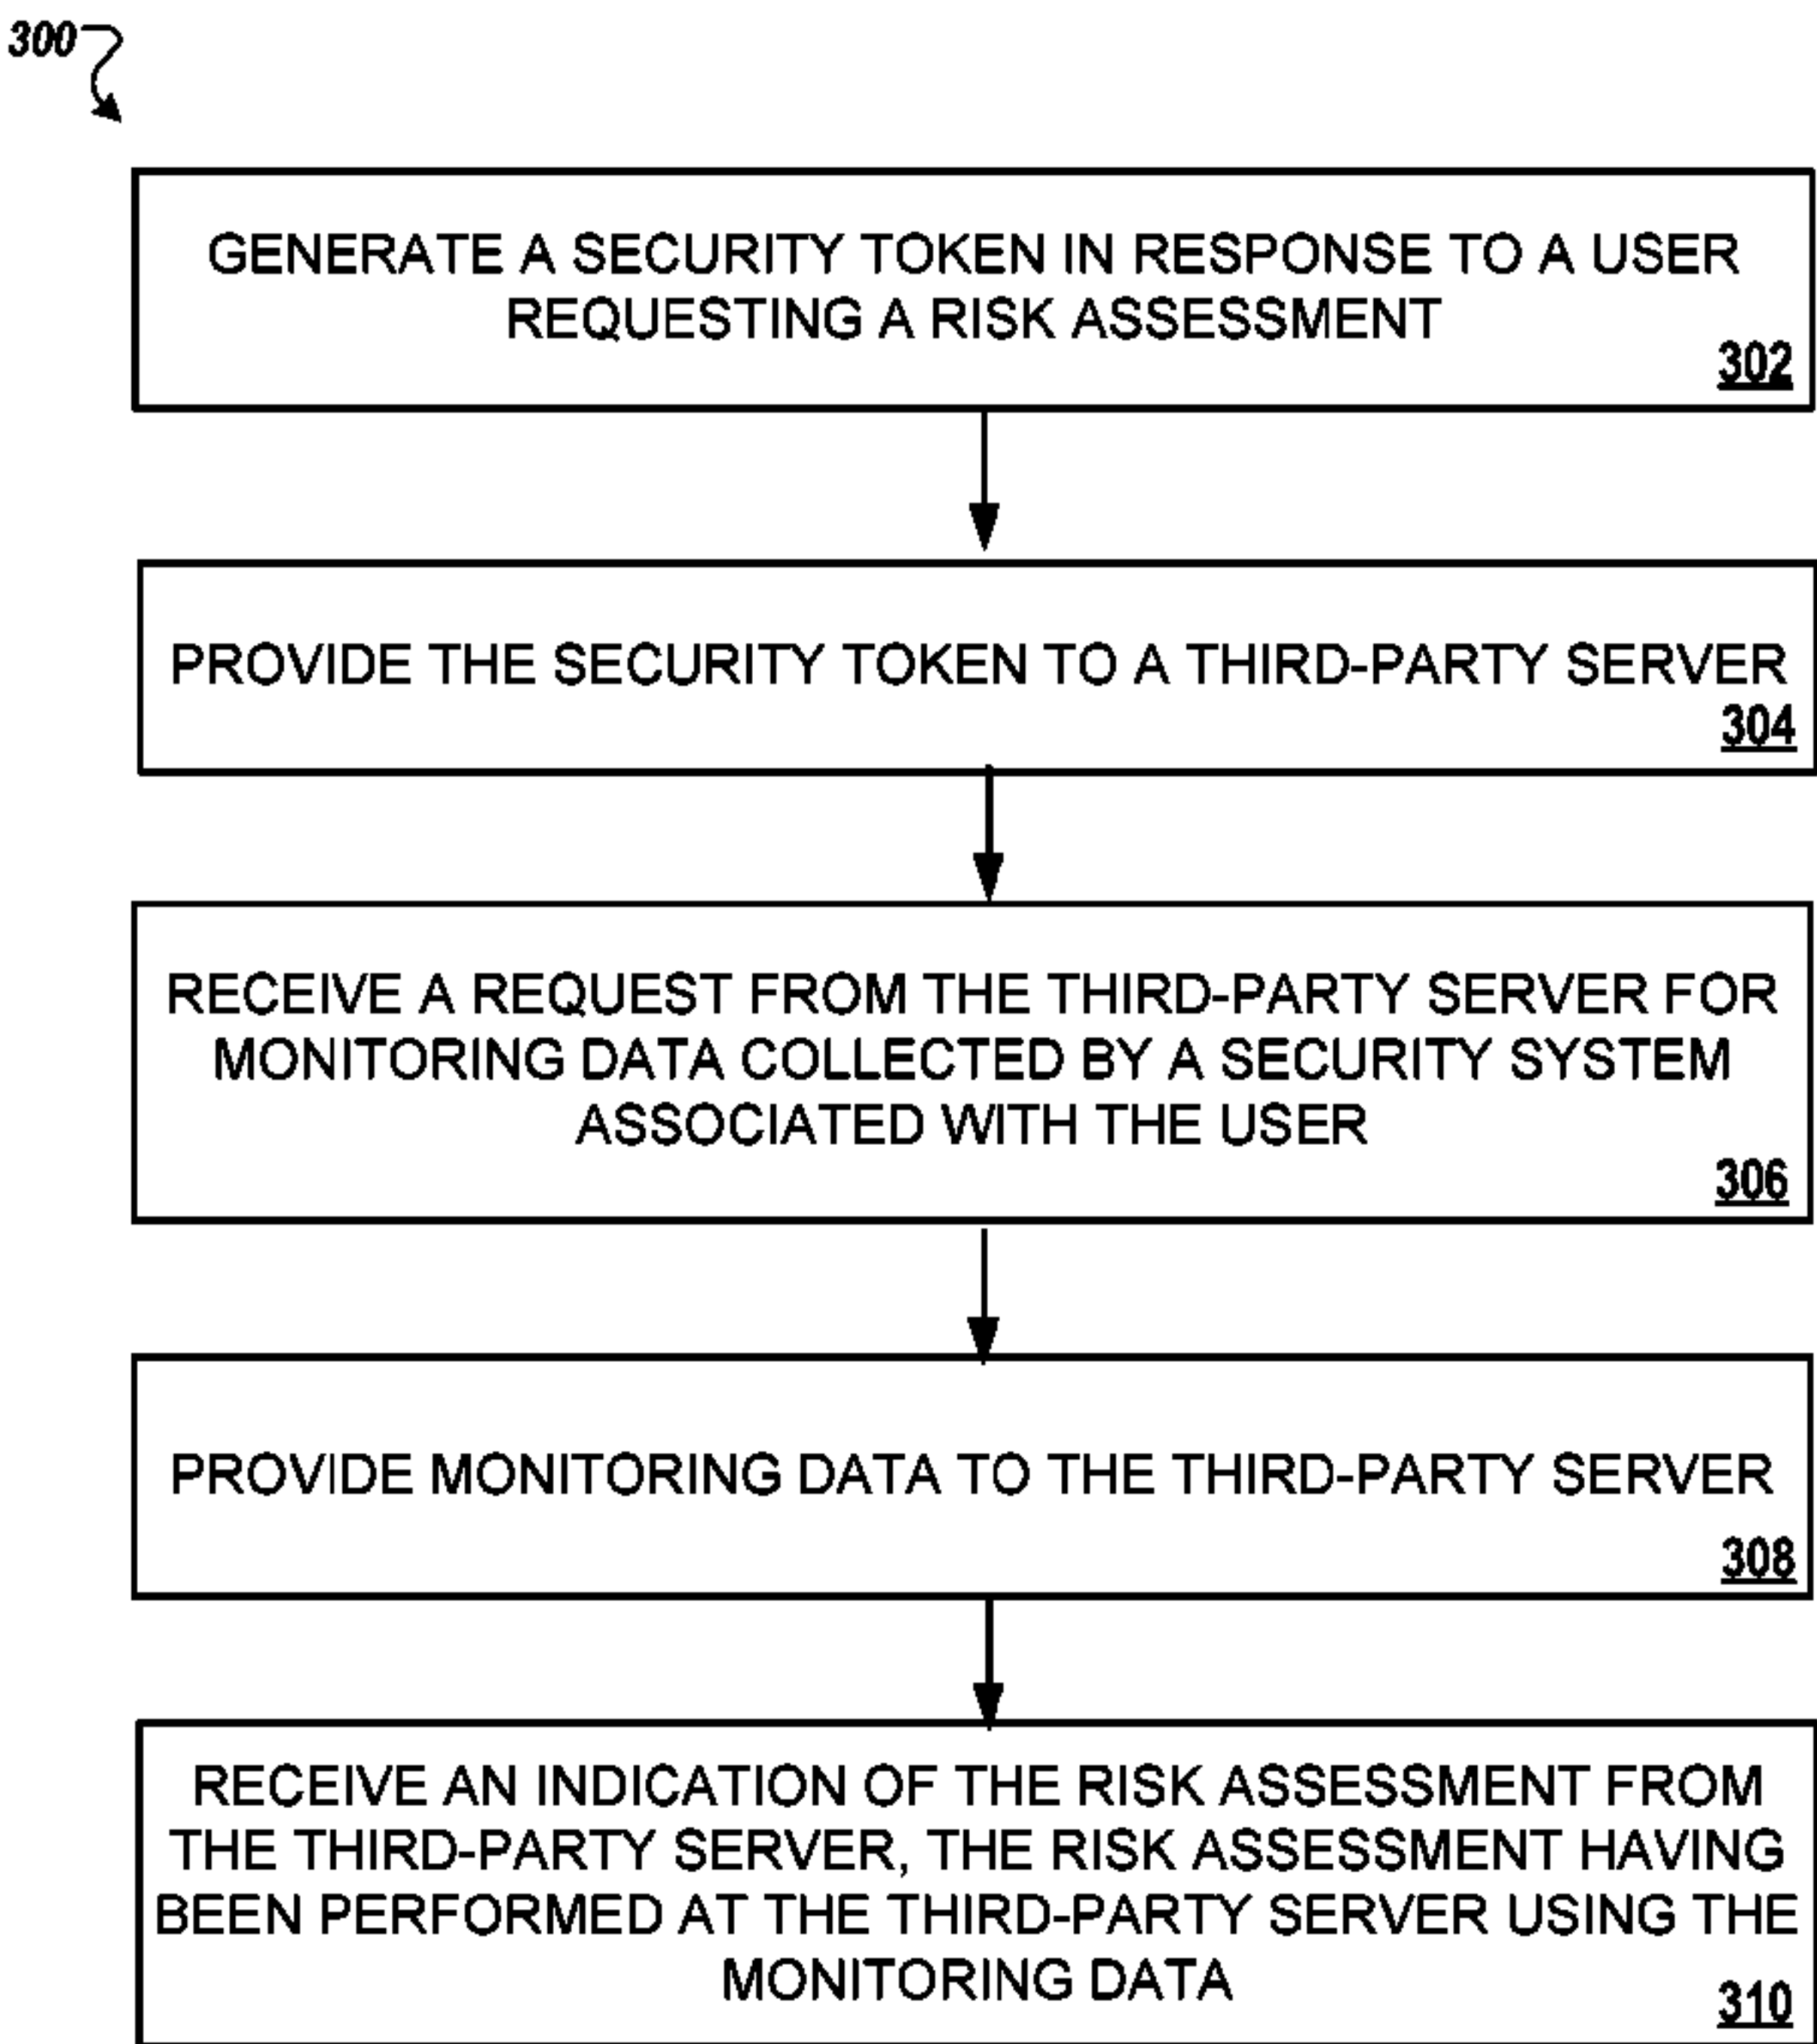 300
GENERATE A SECURITY TOKEN IN RESPONSE TO A USER
REQUESTING A RISK ASSESSMENT
302
PROVIDE THE SECURITY TOKEN TO A THIRD-PARTY SERVER
304
RECEIVE A REQUEST FROM THE THIRD-PARTY SERVER FOR
MONITORING DATA COLLECTED BY A SECURITY SYSTEM
ASSOCIATED WITH THE USER
306
PROVIDE MONITORING DATA TO THE THIRD-PARTY SERVER
308
RECEIVE AN INDICATION OF THE RISK ASSESSMENT FROM
THE THIRD-PARTY SERVER, THE RISK ASSESSMENT HAVING
BEEN PERFORMED AT THE THIRD-PARTY SERVER USING THE
MONITORING DATA
310